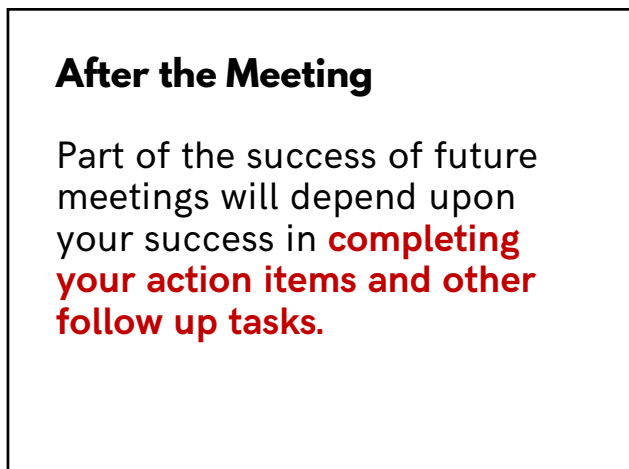 After the Meeting
Part of the success of future
meetings will depend upon
your success in completing
your action items and other
follow up tasks.